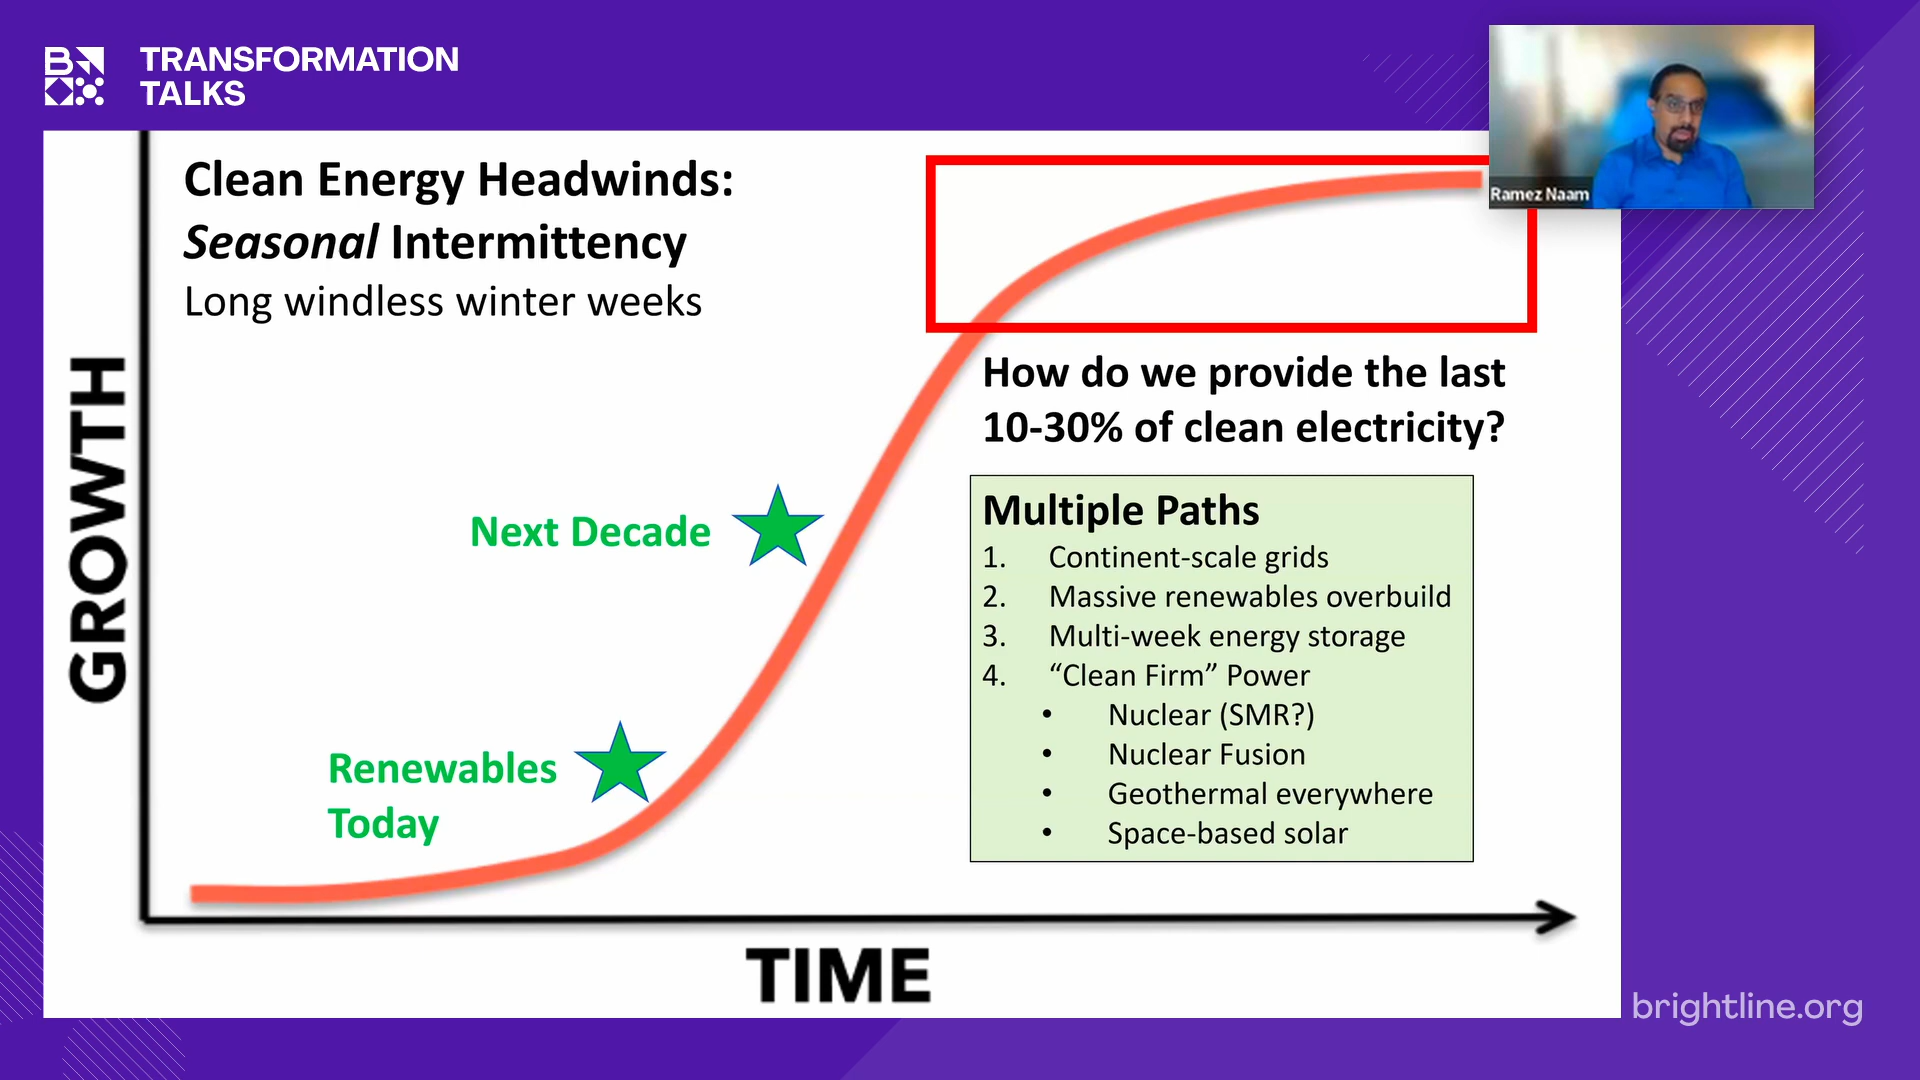 TRANSFORMATION
TALKS
Ramez Naam
Clean Energy Headwinds:
Seasonal Intermittency
Long windless winter weeks
How do we provide the last
10-30% of clean electricity?
Multiple Paths
1. Continent-scale grids
2. Massive renewables overbuild
3. Multi-week energy storage
4. “Clean Firm” Power
• Nuclear (SMR?)
• Nuclear Fusion
• Geothermal everywhere
• Space-based solar
Next Decade
Renewables
Today
GROWTH
TIME
brightline.org